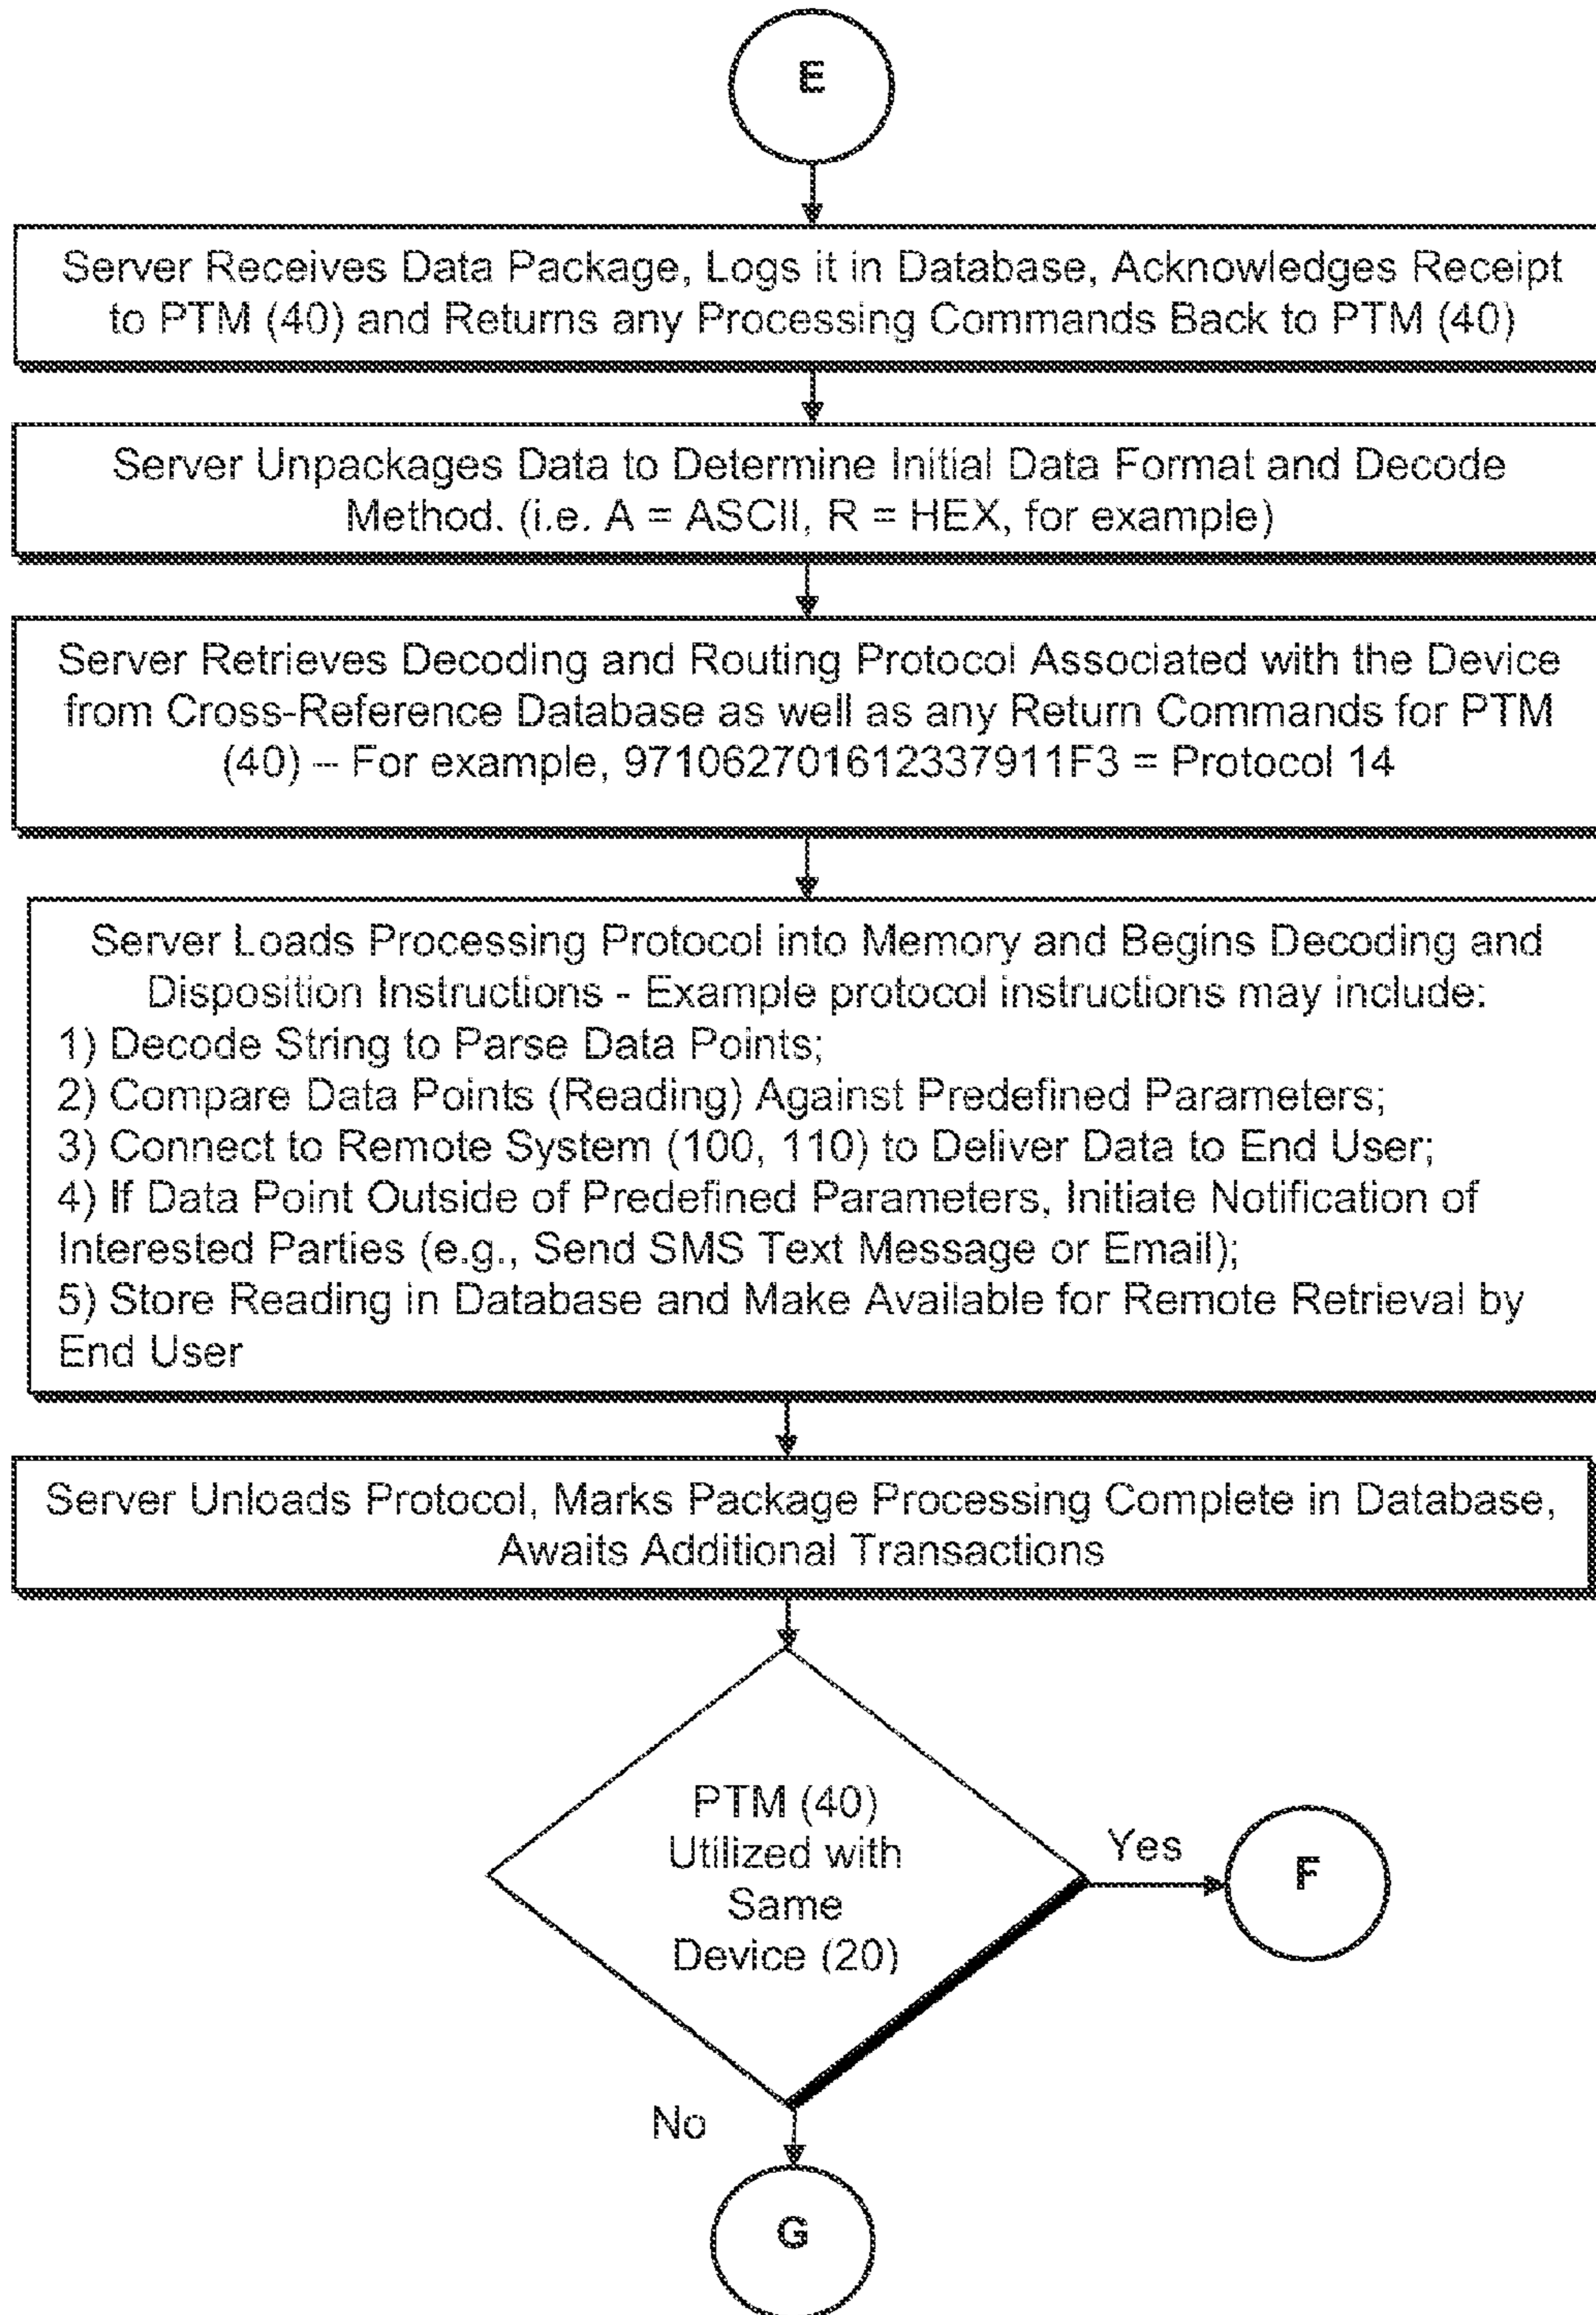 E
Server Receives Data Package, Logs it in Database, Acknowledges Receipt
to PTM (40) and Returns any Processing Commands Back to PTM (40)
Server Unpackages Data to Determine Initial Data Format and Decode
Method. (i.e. A = ASCII, R = HEX, for example)
Server Retrieves Decoding and Routing Protocol Associated with the Device
from Cross-Reference Database as well as any Return Commands for PTM
(40) – For example, 971062701612337911F3 = Protocol 14
Server Loads Processing Protocol into Memory and Begins Decoding and
Disposition Instructions - Example protocol instructions may include:
1) Decode String to Parse Data Points;
2) Compare Data Points (Reading) Against Predefined Parameters;
3) Connect to Remote System (100, 110) to Deliver Data to End User;
4) If Data Point Outside of Predefined Parameters, Initiate Notification of
Interested Parties (e.g., Send SMS Text Message or Email);
5) Store Reading in Database and Make Available for Remote Retrieval by
End User
Server Unloads Protocol, Marks Package Processing Complete in Database,
Awaits Additional Transactions
PTM (40)
Utilized with
Same
Device (20)
Yes
F
No
G